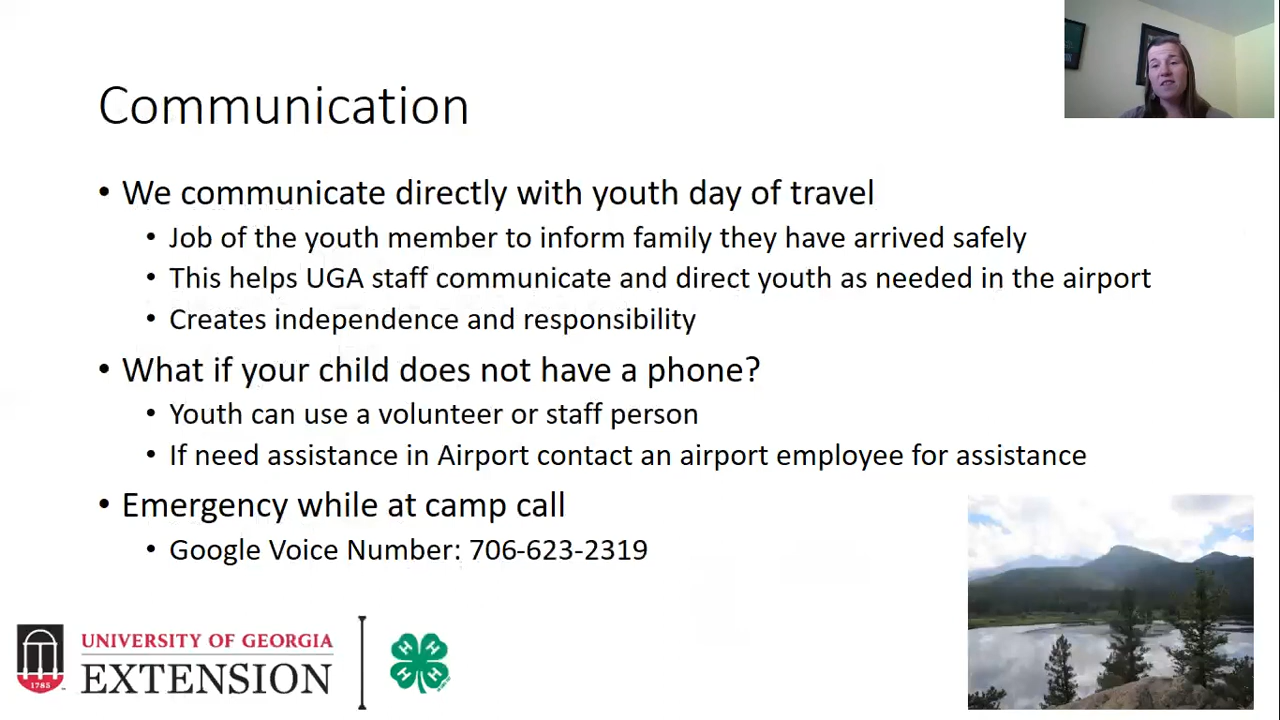 Communication
• We communicate directly with youth day of travel
• Job of the youth member to inform family they have arrived safely
• This helps UGA staff communicate and direct youth as needed in the airport
• Creates independence and responsibility
• What if your child does not have a phone?
• Youth can use a volunteer or staff person
• If need assistance in Airport contact an airport employee for assistance
• Emergency while at camp call
• Google Voice Number: 706-623-2319
UNIVERSITY OF GEORGIA
EXTENSION
1785
H H H H